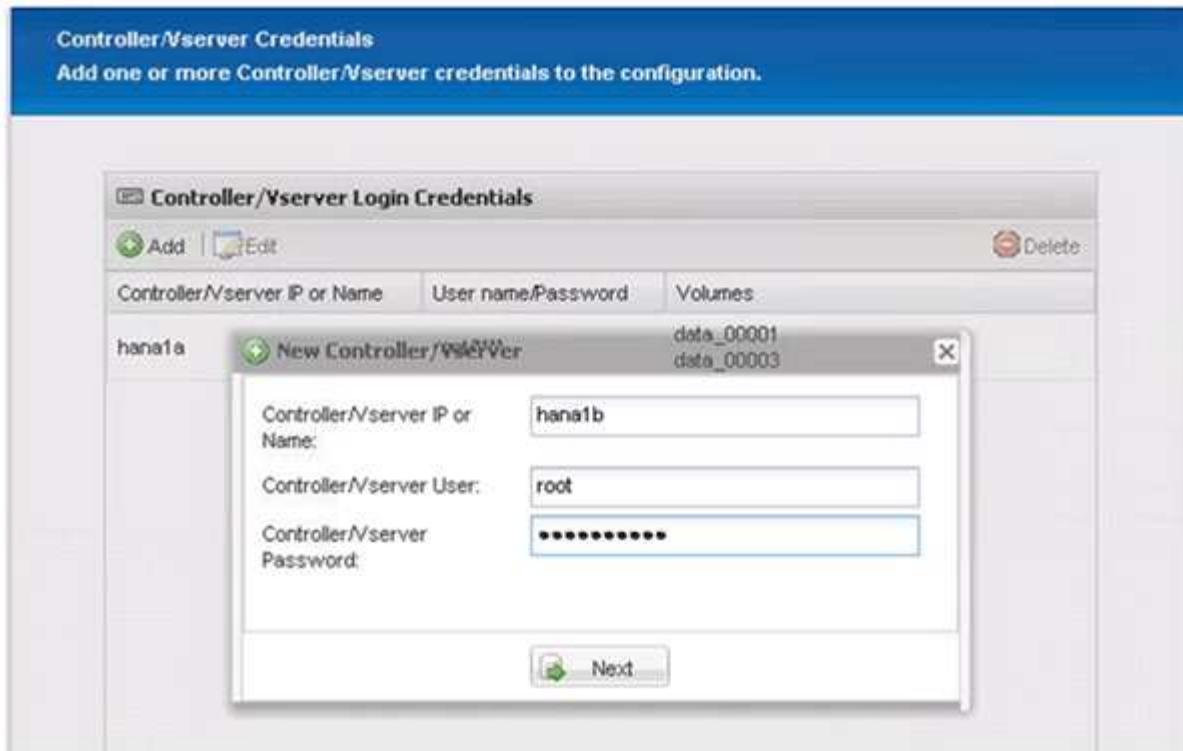 Controller/Vserver Credentials
Add one or more Controller/Vserver credentials to the configuration.
Controller/Vserver Login Credentials
Add Edit Delete
Controller/Vserver IP or Name User name/Password Volumes
hana1a
data_00001
data_00003
New Controller/Vserver
Controller/Vserver IP or
Name:
hana1b
Controller/Vserver User:
root
Controller/Vserver
Password:
••••••••••
Next